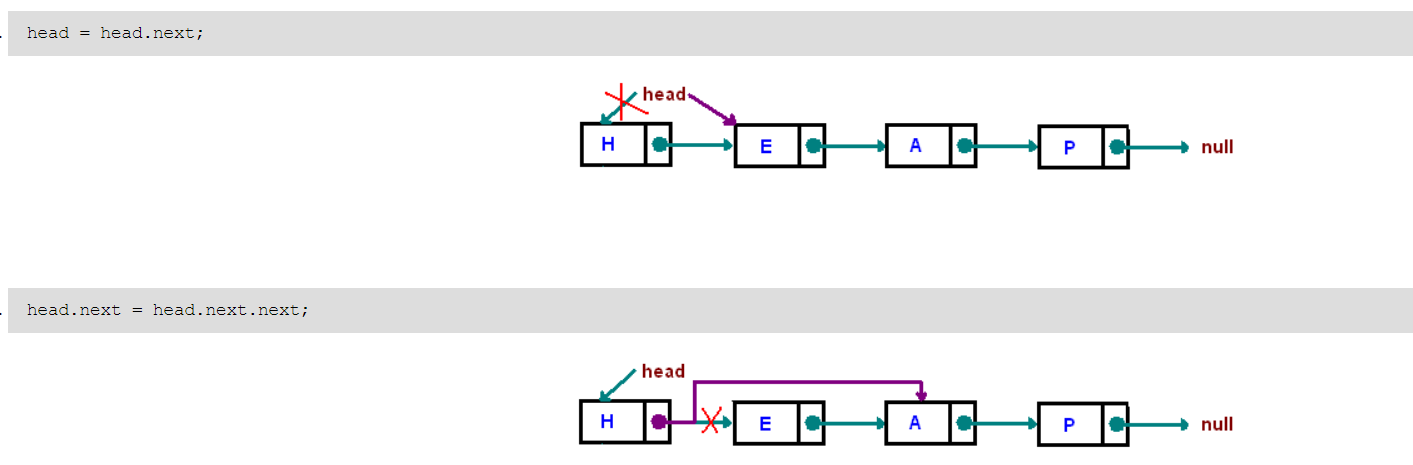 head = head.next;
head
H E A P null
head.next = head.next.next;
head
H E A P null